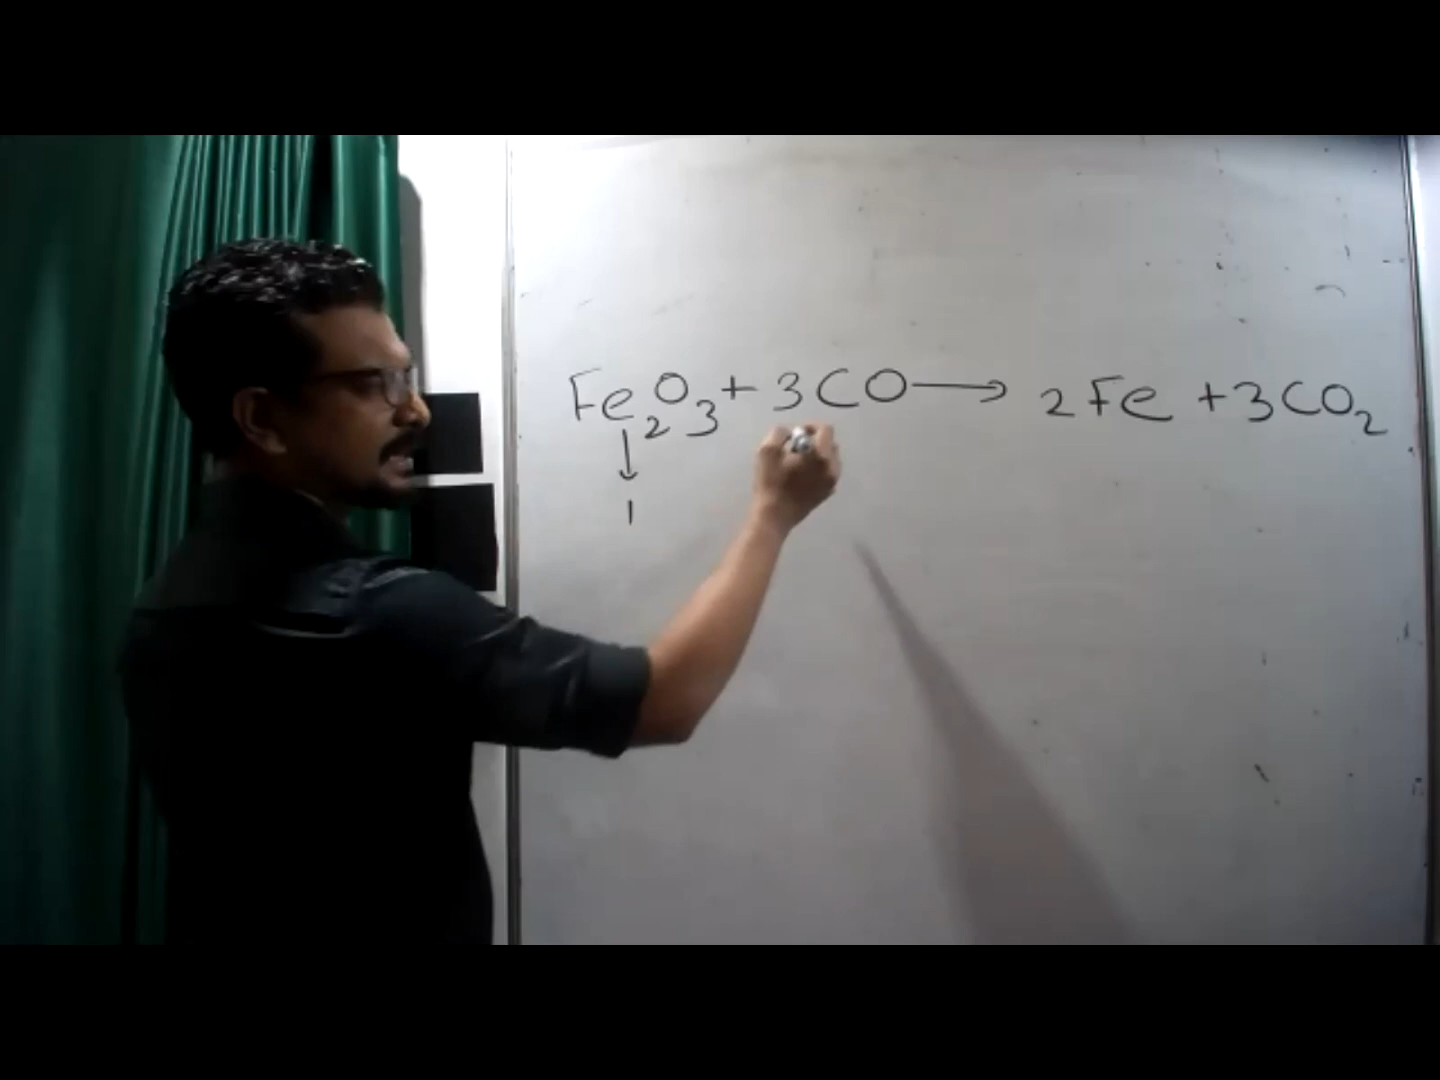 Fe₂O₃ + 3CO → 2Fe + 3CO₂
↓
1